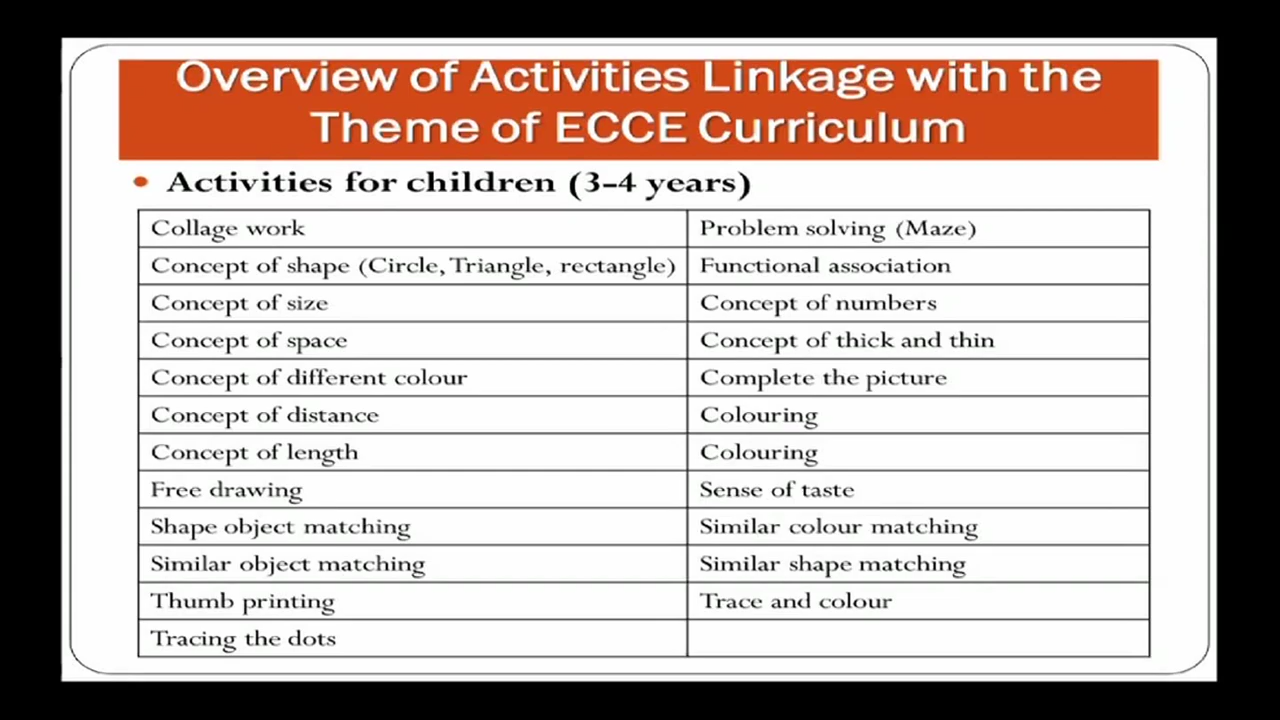 Overview of Activities Linkage with the
Theme of ECCE Curriculum
• Activities for children (3-4 years)
Collage work
Problem solving (Maze)
Concept of shape (Circle, Triangle, rectangle)
Functional association
Concept of size
Concept of numbers
Concept of space
Concept of thick and thin
Concept of different colour
Complete the picture
Concept of distance
Colouring
Concept of length
Colouring
Free drawing
Sense of taste
Shape object matching
Similar colour matching
Similar object matching
Similar shape matching
Thumb printing
Trace and colour
Tracing the dots